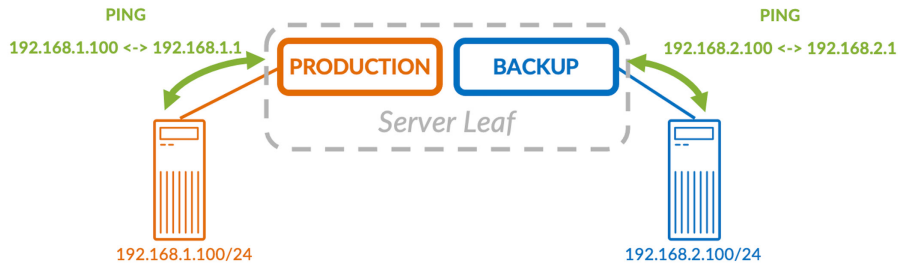 PING
192.168.1.100 <-> 192.168.1.1
PING
192.168.2.100 <-> 192.168.2.1
PRODUCTION
BACKUP
Server Leaf
192.168.1.100/24
192.168.2.100/24